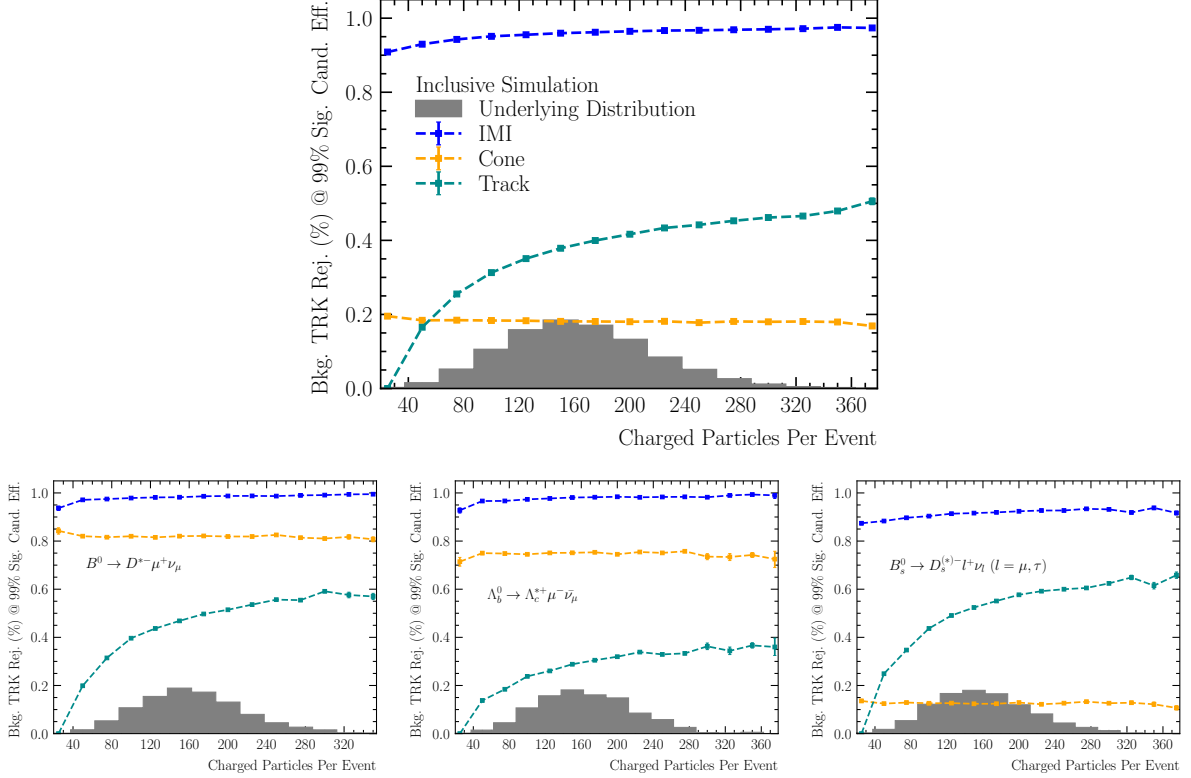 Bkg. TRK Rej. (%) @ 99% Sig. Cand. Eff.
1.0
0.8
0.6
0.4
0.2
0.0
Inclusive Simulation
Underlying Distribution
IMI
Cone
Track
40 80 120 160 200 240 280 320 360
Charged Particles Per Event
Bkg. TRK Rej. (%) @ 99% Sig. Cand. Eff.
1.0
0.8
0.6
0.4
0.2
0.0
B⁰ → D*⁻μ⁺ν_μ
40 80 120 160 200 240 280 320
Charged Particles Per Event
Bkg. TRK Rej. (%) @ 99% Sig. Cand. Eff.
1.0
0.8
0.6
0.4
0.2
0.0
Λ_b⁰ → Λ_c*⁺μ⁻ν̄_μ
40 80 120 160 200 240 280 320 360
Charged Particles Per Event
Bkg. TRK Rej. (%) @ 99% Sig. Cand. Eff.
1.0
0.8
0.6
0.4
0.2
0.0
B_s⁰ → D_s⁽*⁾⁻l⁺ν_l (l = μ, τ)
40 80 120 160 200 240 280 320 360
Charged Particles Per Event